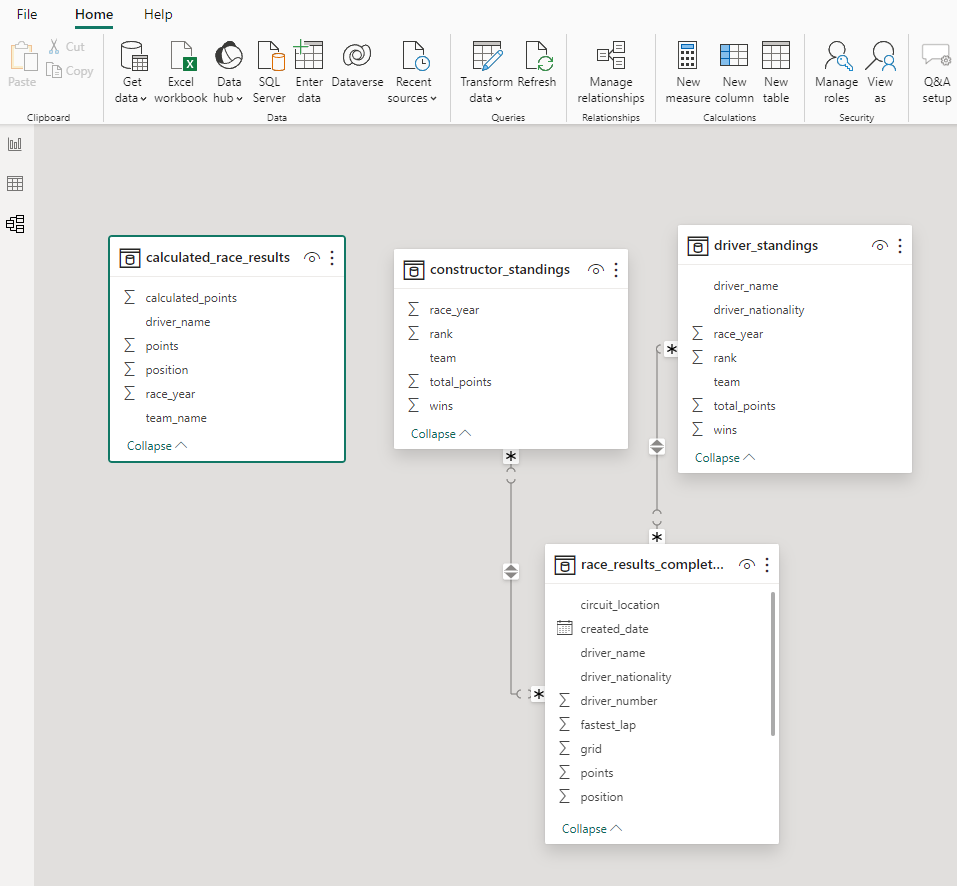 File Home Help
Paste
Cut
Copy
Clipboard
Get data
Excel workbook
Data hub
SQL Server
Enter data
Dataverse
Recent sources
Data
Transform data
Refresh
Queries
Manage relationships
Relationships
New measure
New column
New table
Calculations
Manage roles
View as
Security
Q&A setup
calculated_race_results
Σ calculated_points
driver_name
Σ points
Σ position
Σ race_year
team_name
Collapse
constructor_standings
Σ race_year
Σ rank
team
Σ total_points
Σ wins
Collapse
driver_standings
driver_name
driver_nationality
Σ race_year
Σ rank
team
Σ total_points
Σ wins
Collapse
*
*
*
*
race_results_complet...
circuit_location
created_date
driver_name
driver_nationality
Σ driver_number
Σ fastest_lap
Σ grid
Σ points
Σ position
Collapse